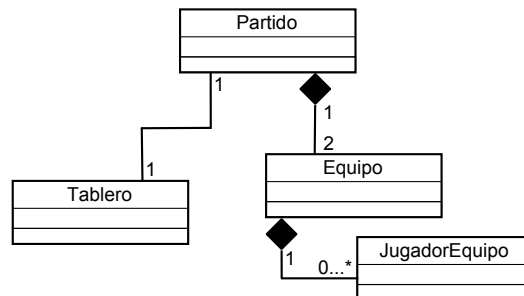 Partido
1
1
1
2
Tablero
Equipo
1
0...*
JugadorEquipo